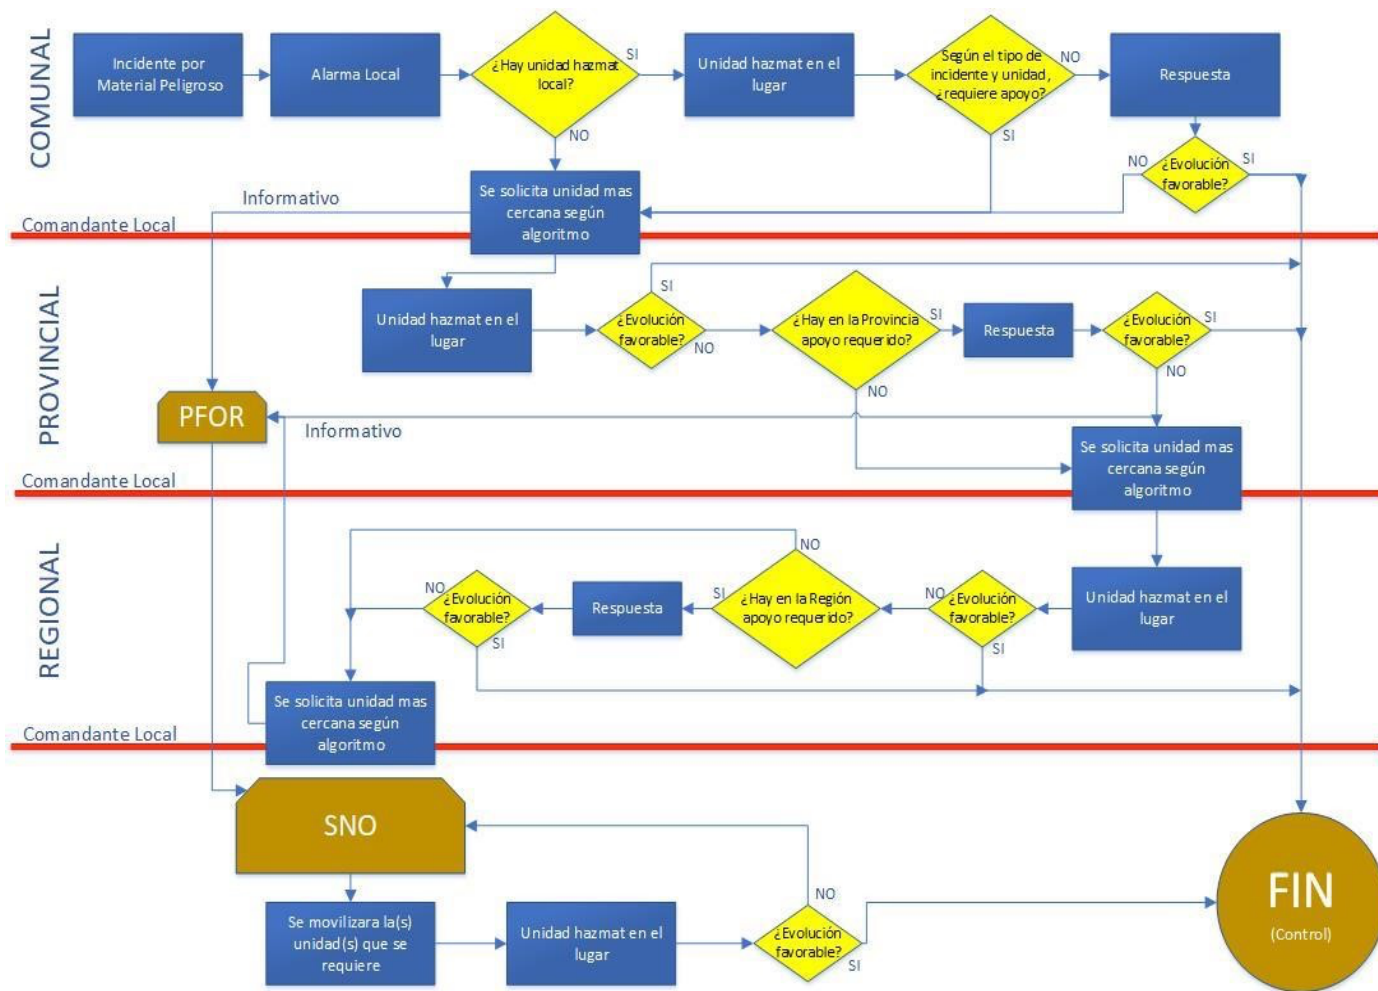 COMUNAL
Incidente por
Material Peligroso
Alarma Local
¿Hay unidad hazmat
local?
SI
NO
Unidad hazmat en el
lugar
Según el tipo de
incidente y unidad,
¿requiere apoyo?
NO
SI
Respuesta
¿Evolución
favorable?
NO
SI
Se solicita unidad mas
cercana según
algoritmo
Informativo
Comandante Local
PROVINCIAL
Unidad hazmat en el
lugar
¿Evolución
favorable?
SI
NO
¿Hay en la Provincia
apoyo requerido?
SI
NO
Respuesta
¿Evolución
favorable?
SI
NO
PFOR
Informativo
Se solicita unidad mas
cercana según
algoritmo
Comandante Local
REGIONAL
Unidad hazmat en el
lugar
¿Evolución
favorable?
NO
SI
¿Hay en la Región
apoyo requerido?
NO
SI
Respuesta
¿Evolución
favorable?
NO
SI
Se solicita unidad mas
cercana según
algoritmo
Comandante Local
SNO
Se movilizara la(s)
unidad(s) que se
requiere
Unidad hazmat en el
lugar
¿Evolución
favorable?
NO
SI
FIN
(Control)